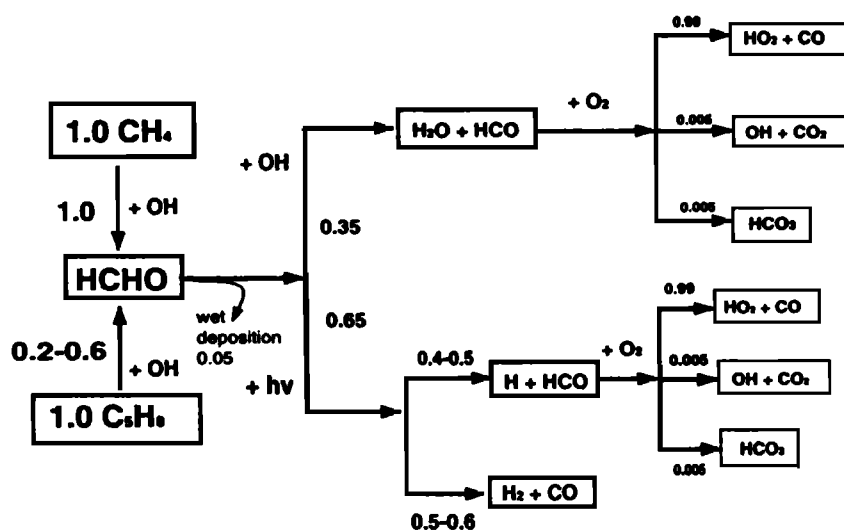 1.0 CH₄
1.0
+ OH
HCHO
0.2-0.6
+ OH
1.0 C₅H₈
wet
deposition
0.05
+ OH
0.35
0.65
+ hv
H₂O + HCO
+ O₂
0.99
HO₂ + CO
0.005
OH + CO₂
0.005
HCO₃
0.4-0.5
H + HCO
+ O₂
0.99
HO₂ + CO
0.005
OH + CO₂
0.005
HCO₃
0.5-0.6
H₂ + CO